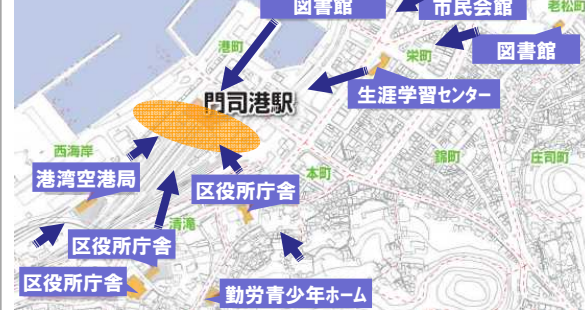 図書館
市民会館
老松町
港町
栄町
図書館
生涯学習センター
門司港駅
西海岸
港湾空港局
区役所庁舎
本町
錦町
庄司町
清滝
区役所庁舎
区役所庁舎
勤労青少年ホーム